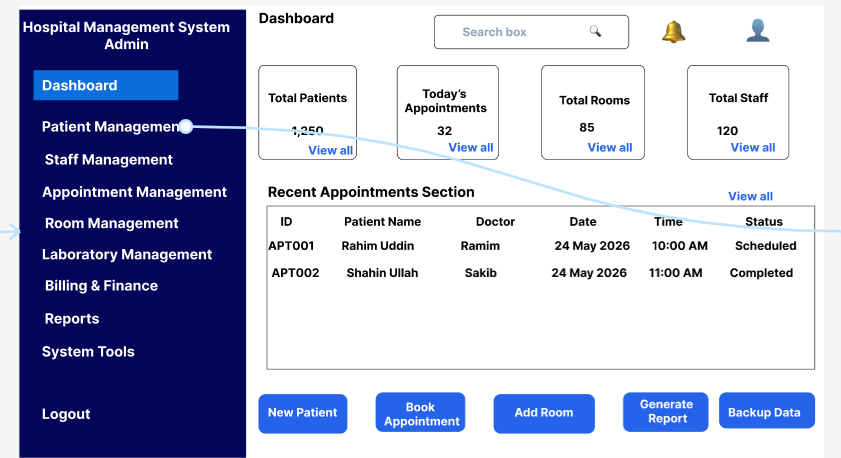 Hospital Management System
Admin
Dashboard
Patient Management
Staff Management
Appointment Management
Room Management
Laboratory Management
Billing & Finance
Reports
System Tools
Logout
Dashboard
Search box
Total Patients
1,250
View all
Today's
Appointments
32
View all
Total Rooms
85
View all
Total Staff
120
View all
Recent Appointments Section
View all
ID Patient Name Doctor Date Time Status
APT001 Rahim Uddin Ramim 24 May 2026 10:00 AM Scheduled
APT002 Shahin Ullah Sakib 24 May 2026 11:00 AM Completed
New Patient
Book
Appointment
Add Room
Generate
Report
Backup Data